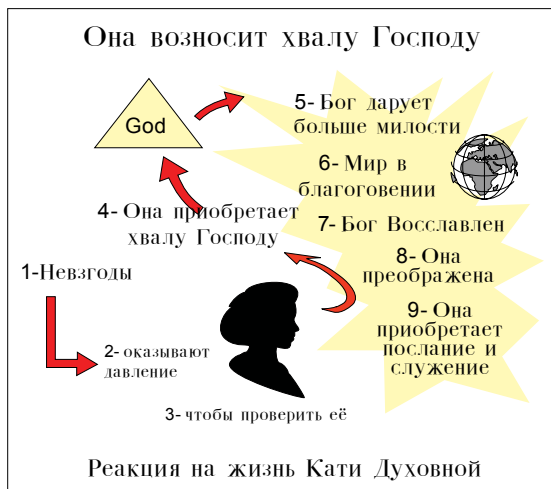 Она возносит хвалу Господу
God
5- Бог дарует
больше милости
6- Мир в
благоговении
4- Она приобретает
хвалу Господу
7- Бог Восславлен
8- Она
преображена
1-Невзгоды
9- Она
приобретает
послание и
служение
2- оказывают
давление
3- чтобы проверить её
Реакция на жизнь Кати Духовной